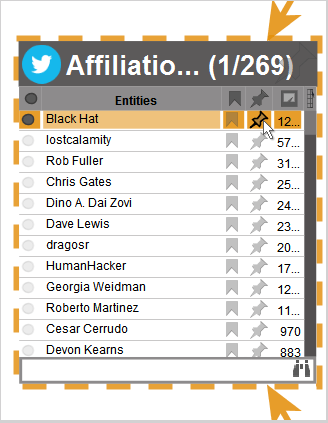 Affiliatio... (1/269)
Entities
Black Hat 12...
lostcalamity 57...
Rob Fuller 31...
Chris Gates 25...
Dino A. Dai Zovi 24...
Dave Lewis 23...
dragosr 20...
HumanHacker 17...
Georgia Weidman 12...
Roberto Martinez 11...
Cesar Cerrudo 970
Devon Kearns 883